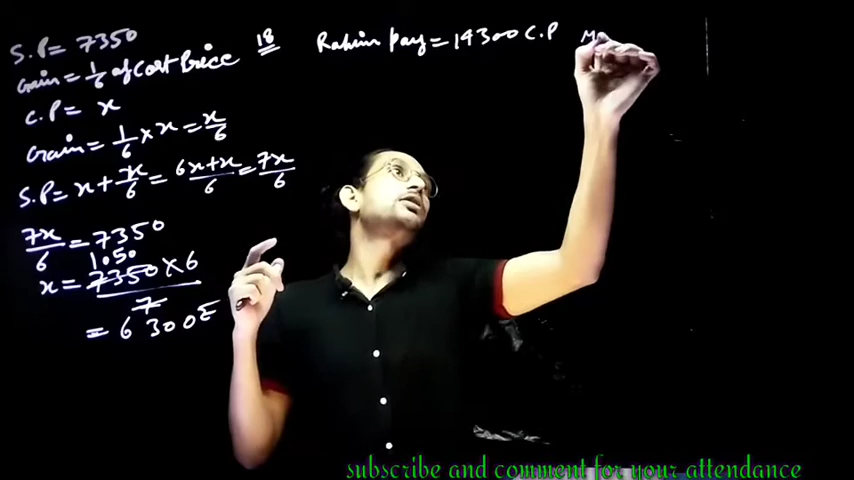 S.P = 7350
Gain = 1/6 of Cost Price
C.P = x
Gain = 1/6 × x = x/6
S.P = x + x/6 = 6x+x/6 = 7x/6
7x/6 = 7350
1050
x = 7350 × 6
7
= 6300
18
Rahim pay = 14300 C.P
subscribe and comment for your attendance